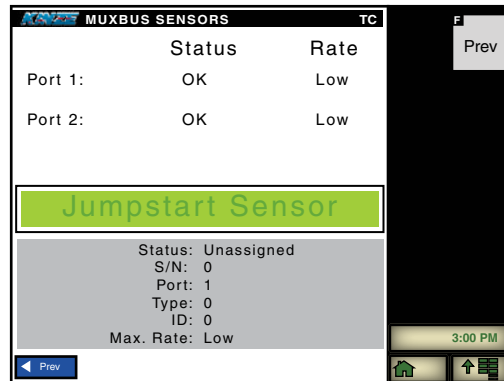 KINZE MUXBUS SENSORS TC
Status Rate
Port 1: OK Low
Port 2: OK Low
Jumpstart Sensor
Status: Unassigned
S/N: 0
Port: 1
Type: 0
ID: 0
Max. Rate: Low
Prev
F
Prev
3:00 PM